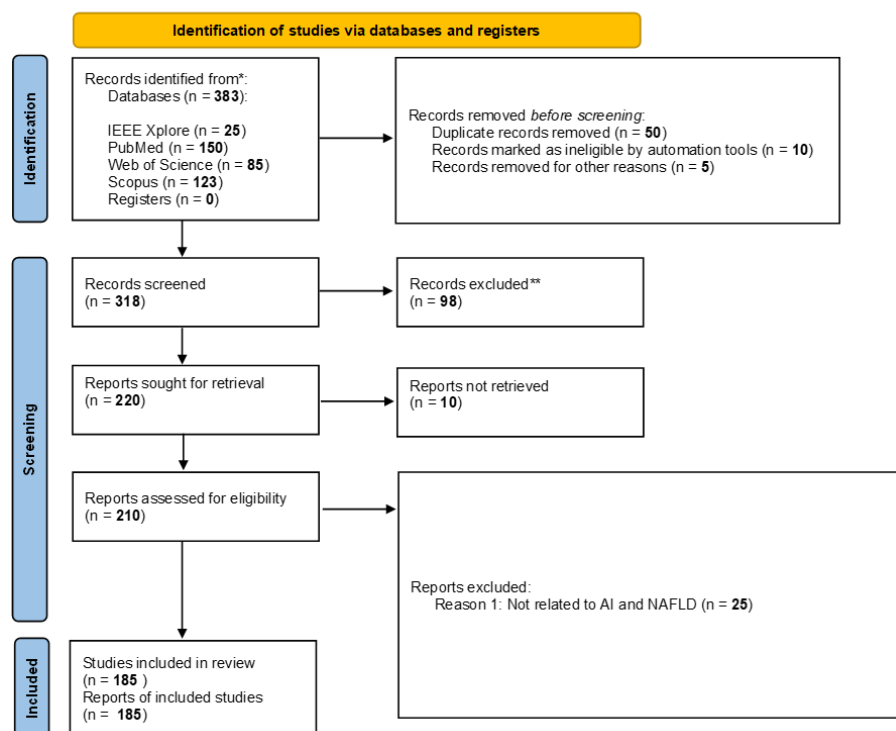 Identification of studies via databases and registers
Identification
Records identified from*:
Databases (n = 383):
IEEE Xplore (n = 25)
PubMed (n = 150)
Web of Science (n = 85)
Scopus (n = 123)
Registers (n = 0)
Records removed before screening:
Duplicate records removed (n = 50)
Records marked as ineligible by automation tools (n = 10)
Records removed for other reasons (n = 5)
Screening
Records screened
(n = 318)
Records excluded**
(n = 98)
Reports sought for retrieval
(n = 220)
Reports not retrieved
(n = 10)
Reports assessed for eligibility
(n = 210)
Reports excluded:
Reason 1: Not related to AI and NAFLD (n = 25)
Included
Studies included in review
(n = 185 )
Reports of included studies
(n = 185)